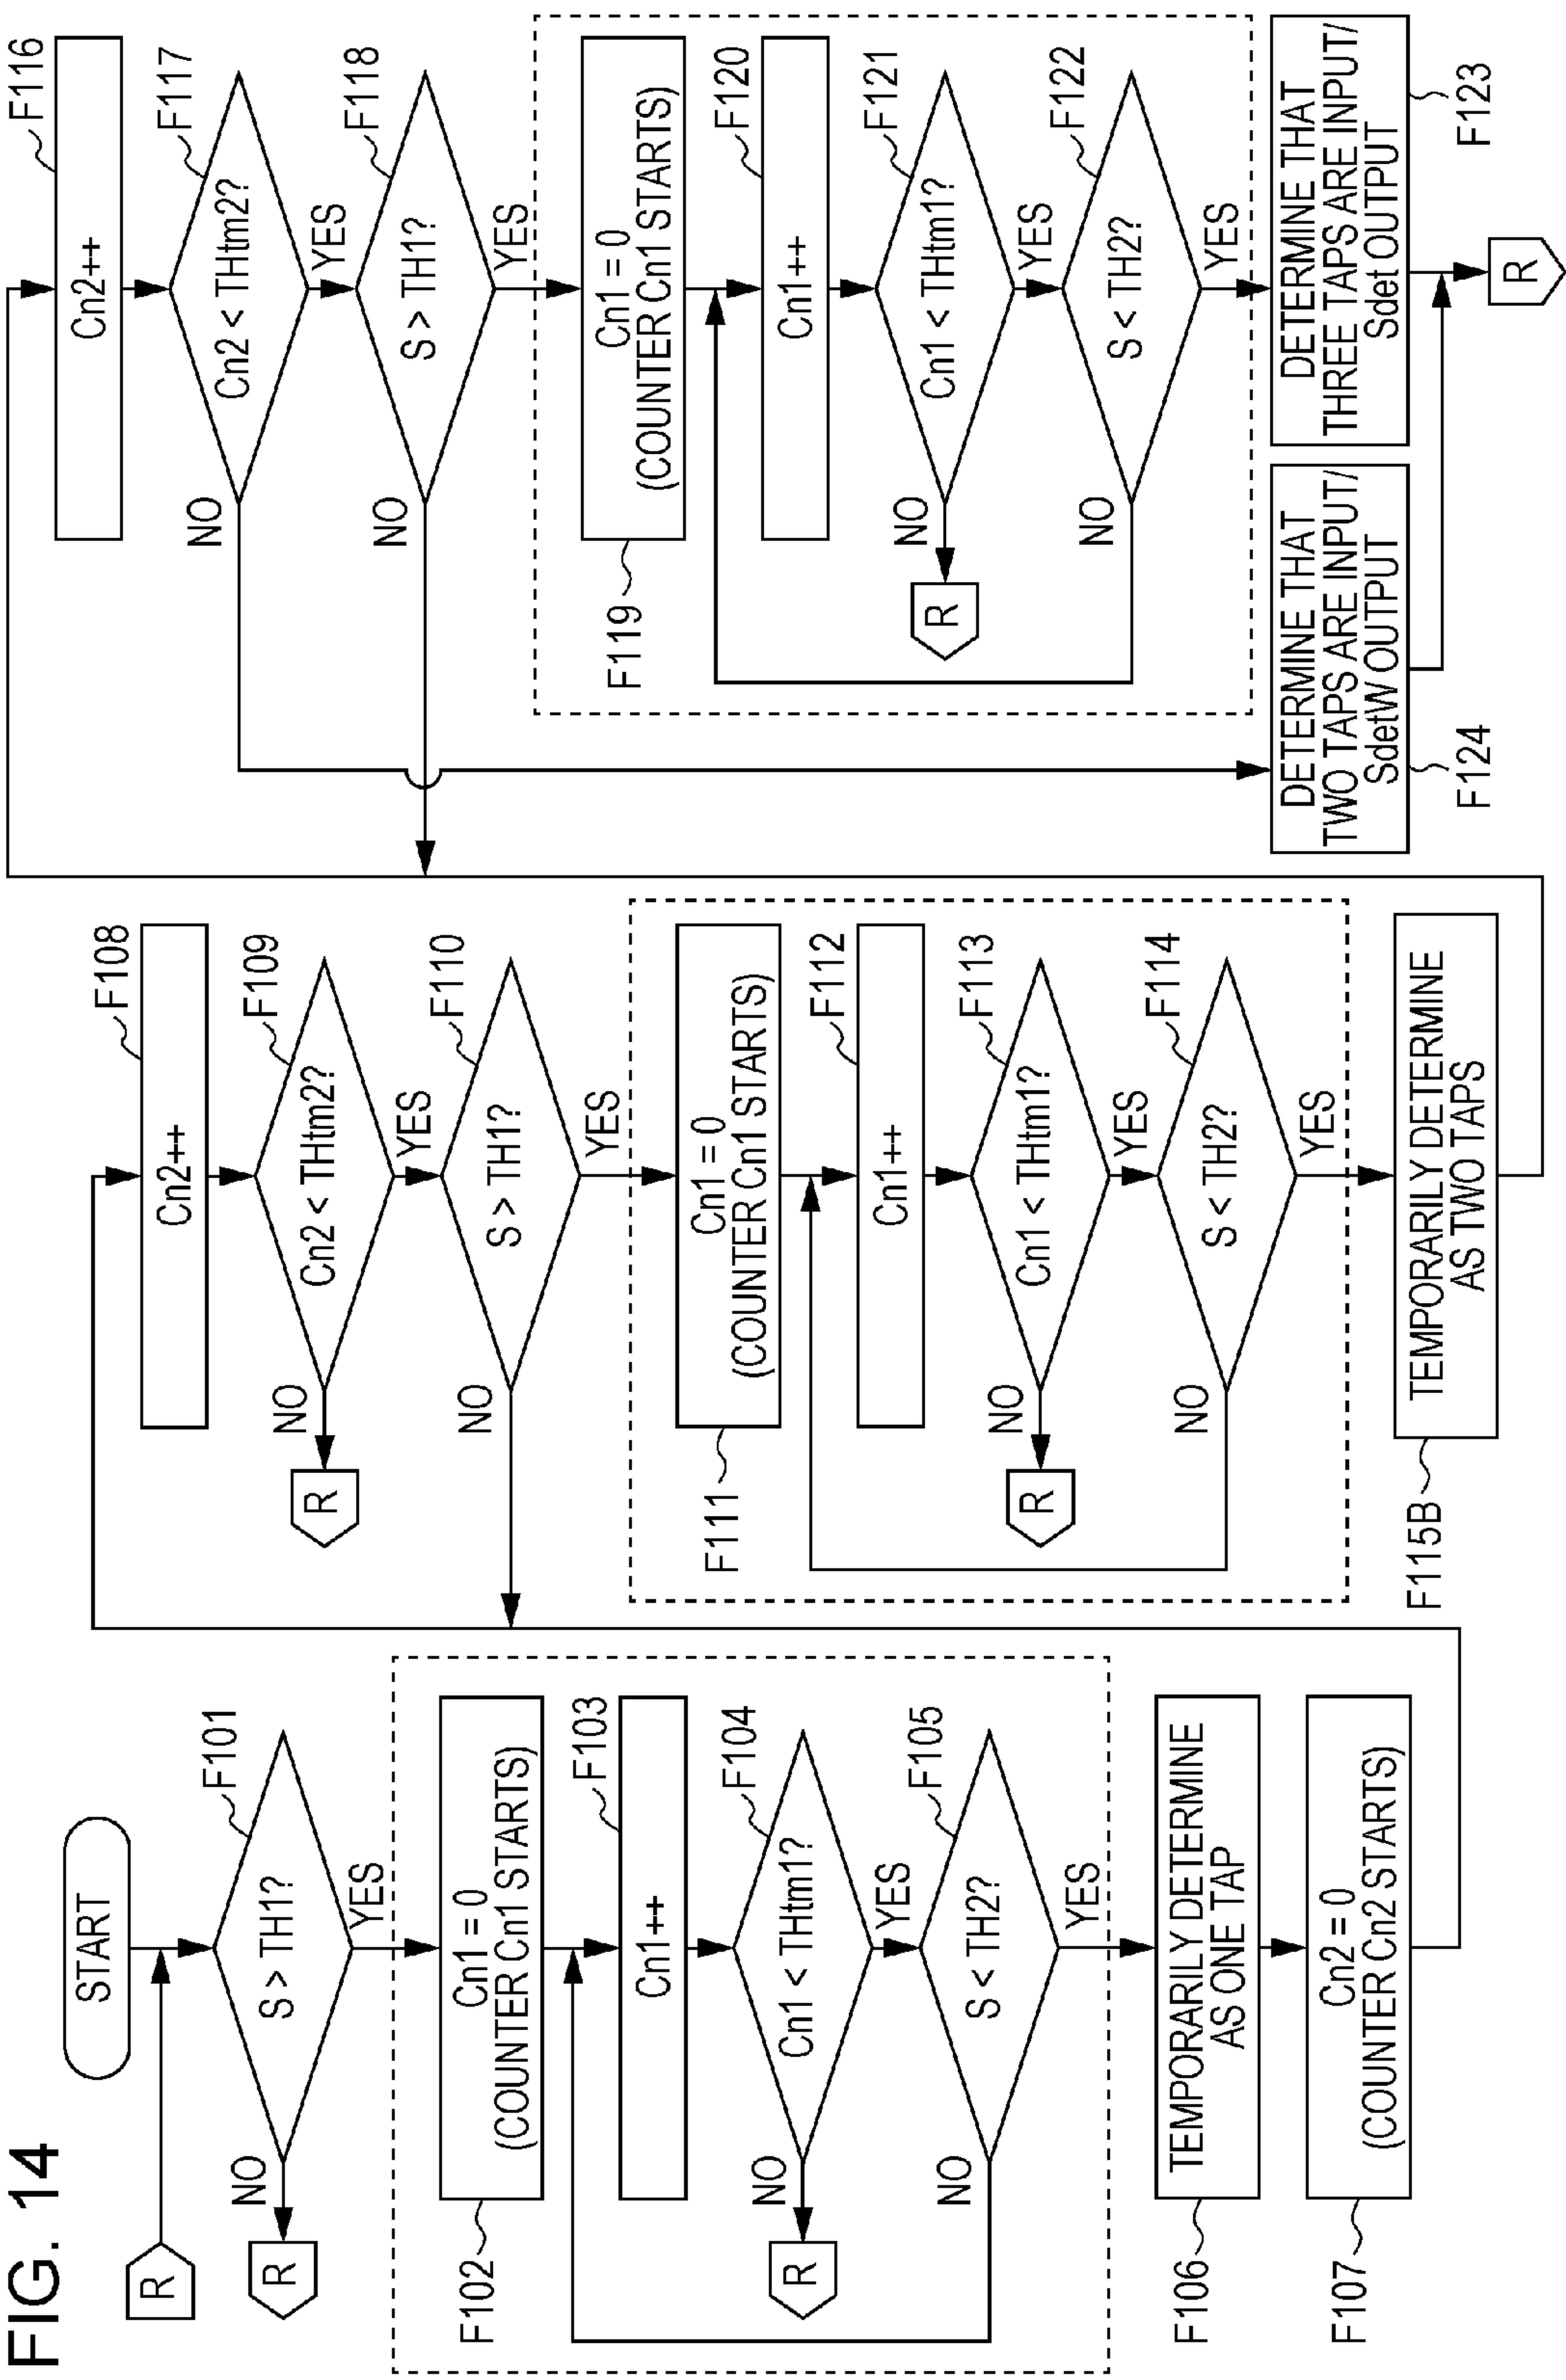 FIG. 14
START
R
F101
S > TH1?
NO
R
YES
F102
Cn1 = 0
(COUNTER Cn1 STARTS)
F103
Cn1++
F104
Cn1 < THtm1?
NO
R
YES
F105
S < TH2?
NO
YES
F106
TEMPORARILY DETERMINE
AS ONE TAP
F107
Cn2 = 0
(COUNTER Cn2 STARTS)
F108
Cn2++
F109
Cn2 < THtm2?
NO
R
YES
F110
S > TH1?
NO
YES
F111
Cn1 = 0
(COUNTER Cn1 STARTS)
F112
Cn1++
F113
Cn1 < THtm1?
NO
R
YES
F114
S < TH2?
NO
YES
F115B
TEMPORARILY DETERMINE
AS TWO TAPS
F116
Cn2++
F117
Cn2 < THtm2?
NO
YES
F118
S > TH1?
NO
YES
F119
Cn1 = 0
(COUNTER Cn1 STARTS)
F120
Cn1++
F121
Cn1 < THtm1?
NO
R
YES
F122
S < TH2?
NO
YES
DETERMINE THAT
TWO TAPS ARE INPUT/
SdetW OUTPUT
F124
DETERMINE THAT
THREE TAPS ARE INPUT/
Sdet OUTPUT
F123
R